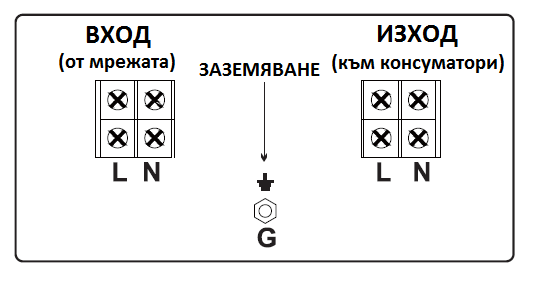 ВХОД
(от мрежата)
ЗАЗЕМЯВАНЕ
ИЗХОД
(към консуматори)
L N
L N
G